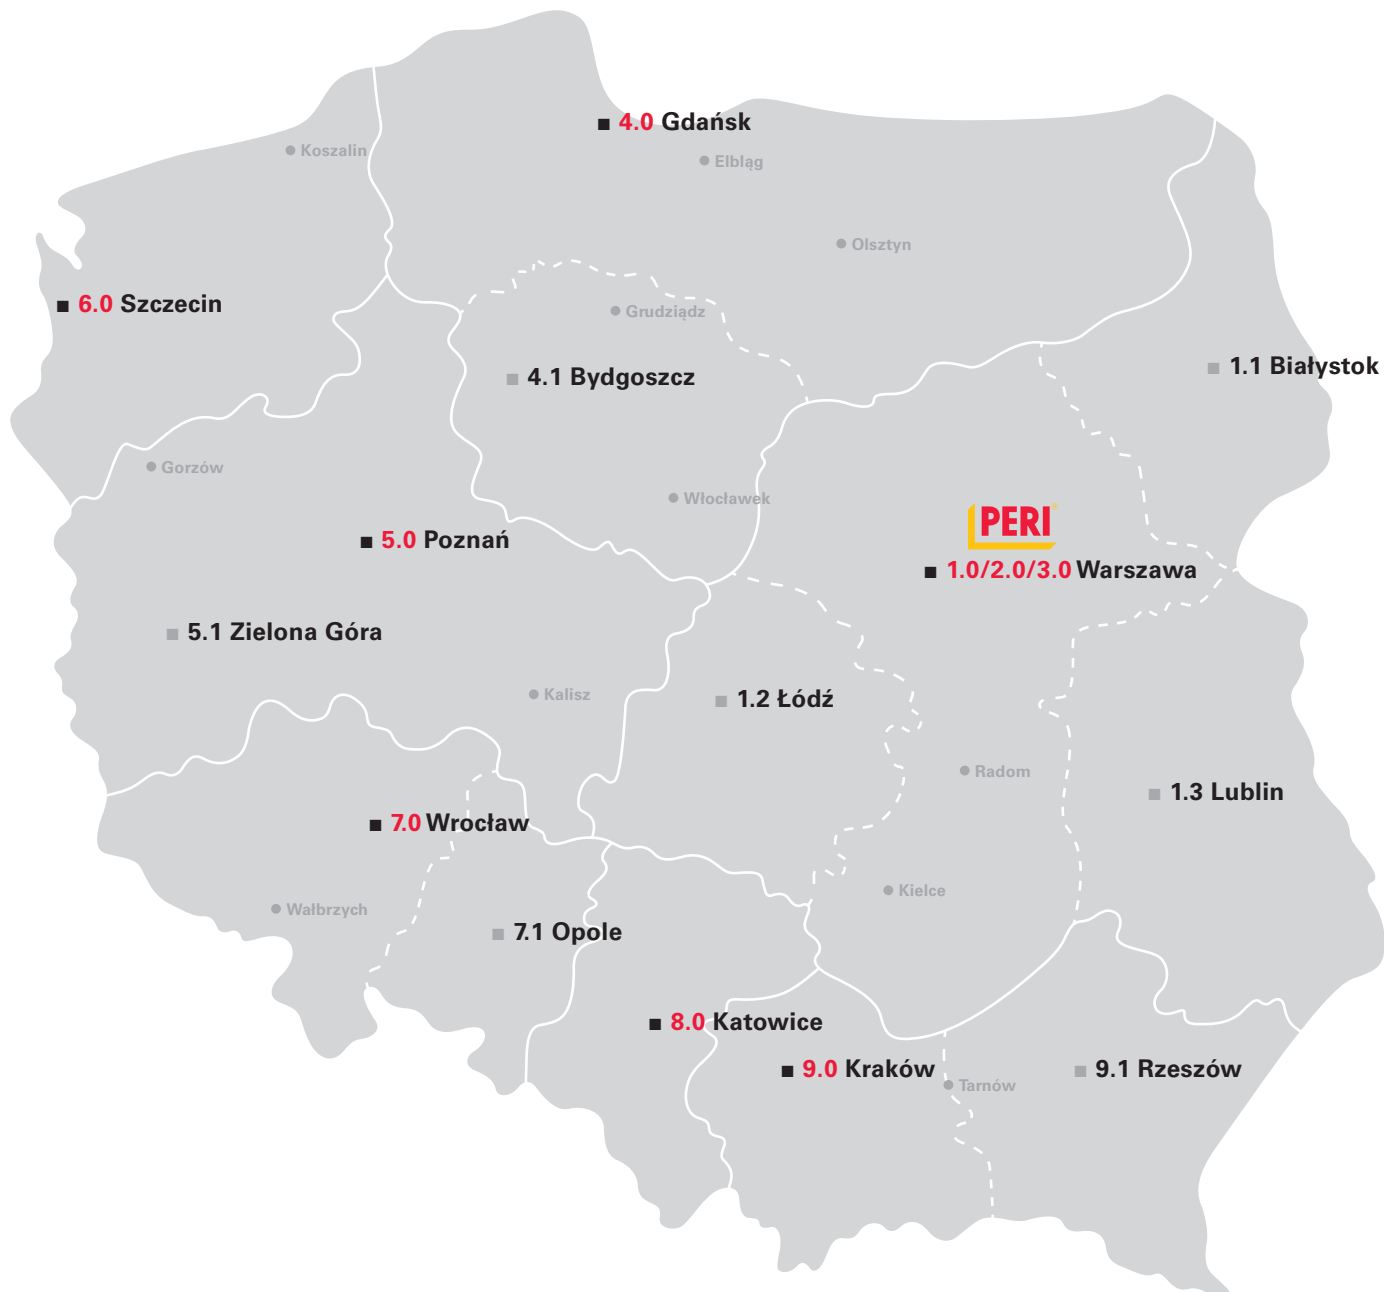 4.0 Gdańsk
Koszalin
Elbląg
Olsztyn
6.0 Szczecin
Grudziądz
1.1 Białystok
4.1 Bydgoszcz
Gorzów
Włocławek
PERI®
5.0 Poznań
1.0/2.0/3.0 Warszawa
5.1 Zielona Góra
Kalisz
1.2 Łódź
Radom
1.3 Lublin
7.0 Wrocław
Kielce
Wałbrzych
7.1 Opole
8.0 Katowice
9.0 Kraków
9.1 Rzeszów
Tarnów